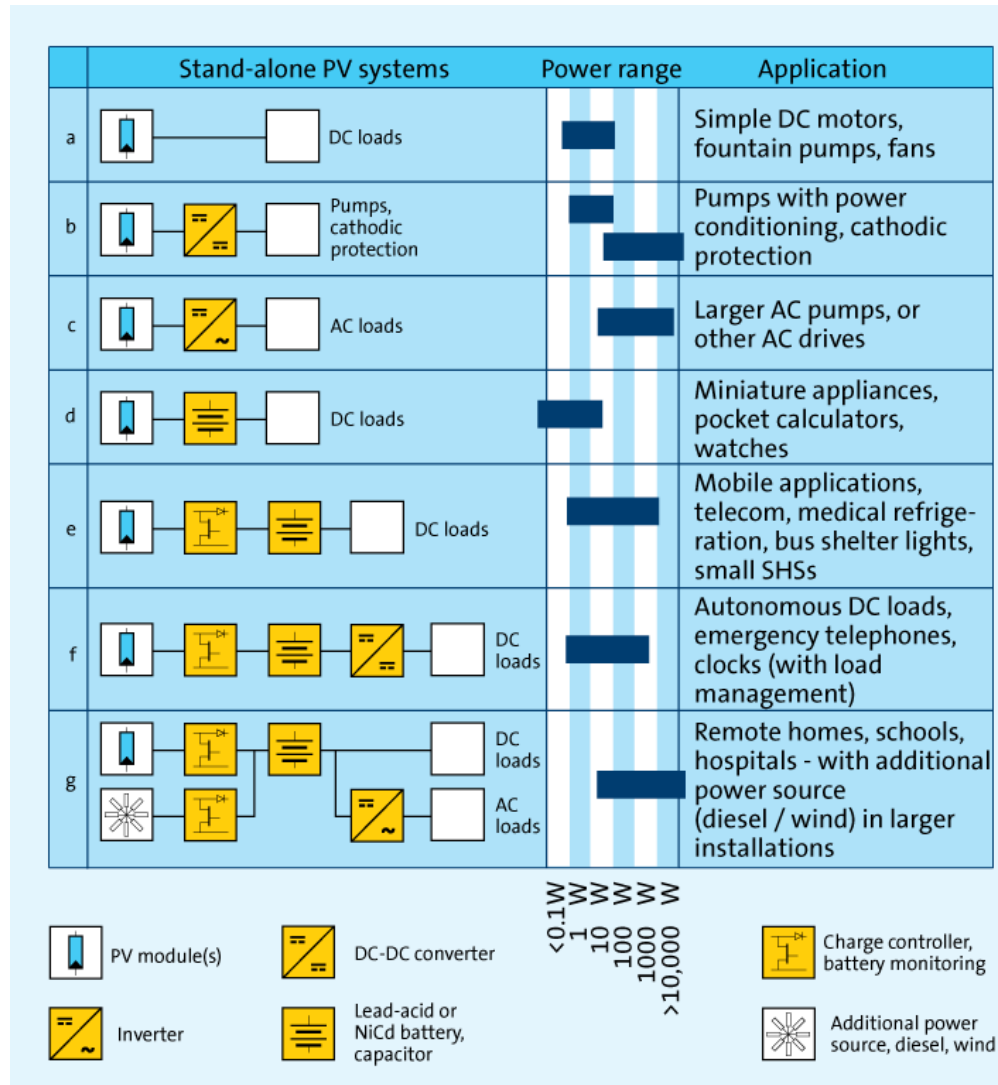 Stand-alone PV systems
Power range
Application
a
DC loads
Simple DC motors,
fountain pumps, fans
b
Pumps,
cathodic
protection
Pumps with power
conditioning, cathodic
protection
c
AC loads
Larger AC pumps, or
other AC drives
d
DC loads
Miniature appliances,
pocket calculators,
watches
e
DC loads
Mobile applications,
telecom, medical refrige-
ration, bus shelter lights,
small SHSs
f
DC
loads
Autonomous DC loads,
emergency telephones,
clocks (with load
management)
g
DC
loads
AC
loads
Remote homes, schools,
hospitals - with additional
power source
(diesel / wind) in larger
installations
<0.1W
1 W
10 W
100 W
1000 W
>10,000 W
PV module(s)
DC-DC converter
Charge controller,
battery monitoring
Inverter
Lead-acid or
NiCd battery,
capacitor
Additional power
source, diesel, wind